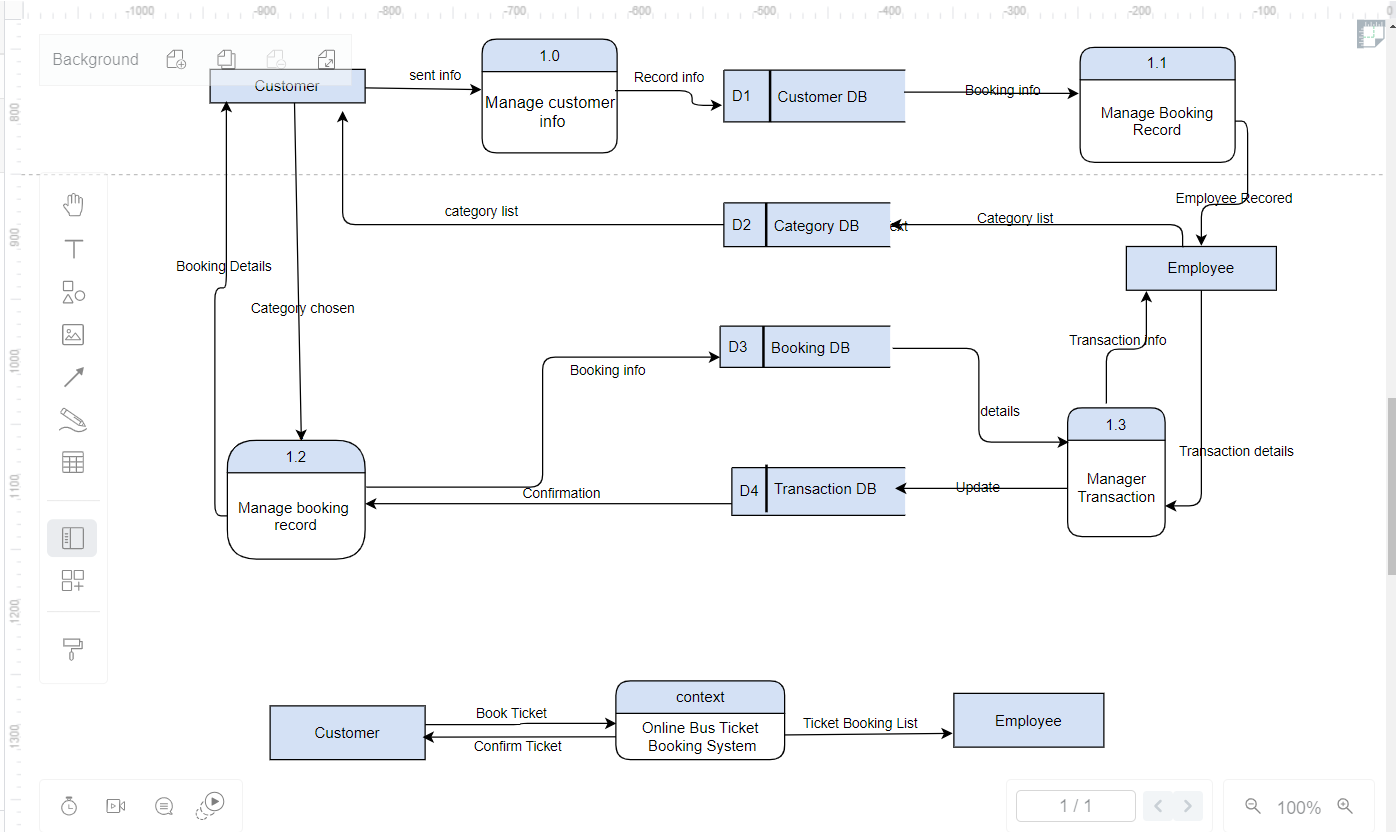 -1000
-900
-800
-700
-600
-500
-400
-300
-200
-100
0
Background
Customer
sent info
1.0
Manage customer
info
Record info
D1
Customer DB
Booking info
1.1
Manage Booking
Record
800
Employee Recored
category list
D2
Category DB
Category list
900
Booking Details
Employee
Category chosen
D3
Booking DB
Transaction info
1000
Booking info
details
1.3
1.2
Transaction details
1100
Manage booking
record
Confirmation
D4
Transaction DB
Update
Manager
Transaction
1200
context
Customer
Book Ticket
Confirm Ticket
Online Bus Ticket
Booking System
Ticket Booking List
Employee
1300
1 / 1
100%